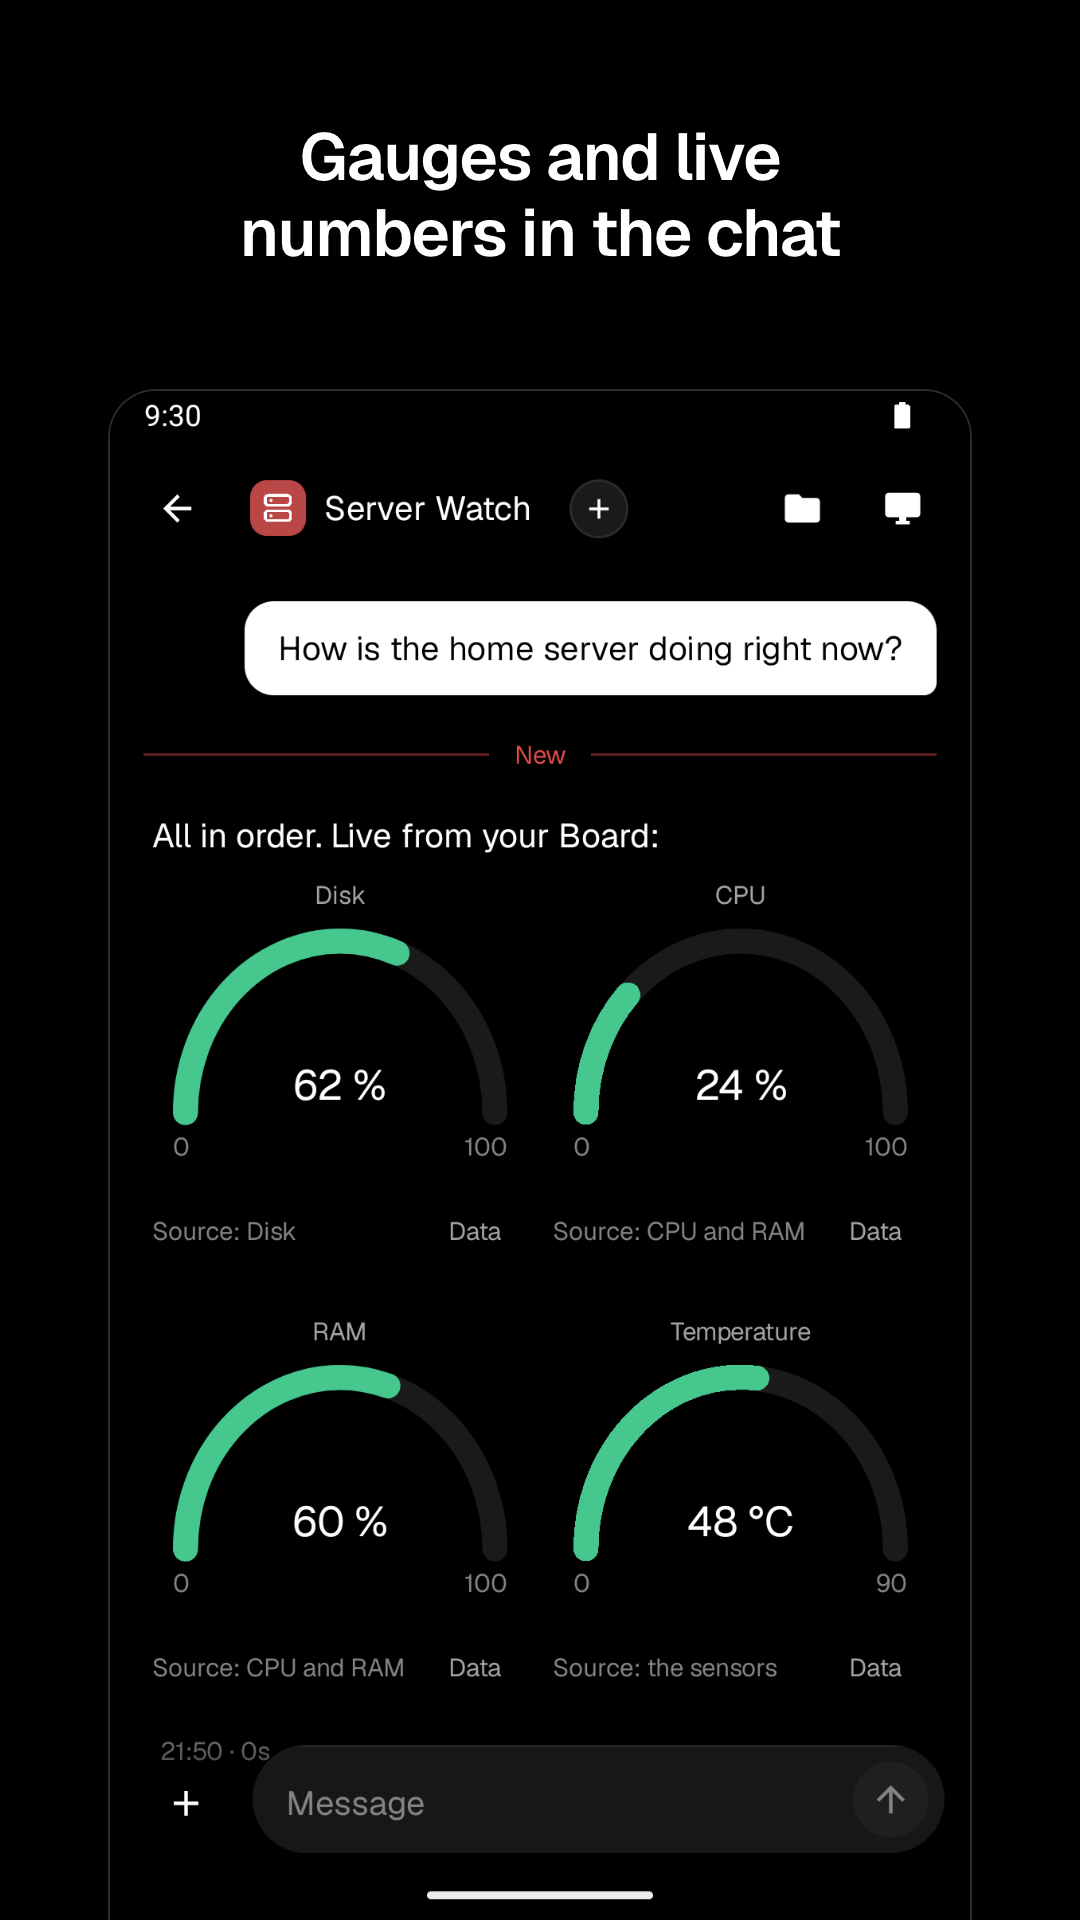 Gauges and live
numbers in the chat
9:30
Server Watch
How is the home server doing right now?
New
All in order. Live from your Board:
Disk
62 %
0 100
Source: Disk Data
CPU
24 %
0 100
Source: CPU and RAM Data
RAM
60 %
0 100
Source: CPU and RAM Data
Temperature
48 °C
0 90
Source: the sensors Data
21:50 · 0s
Message